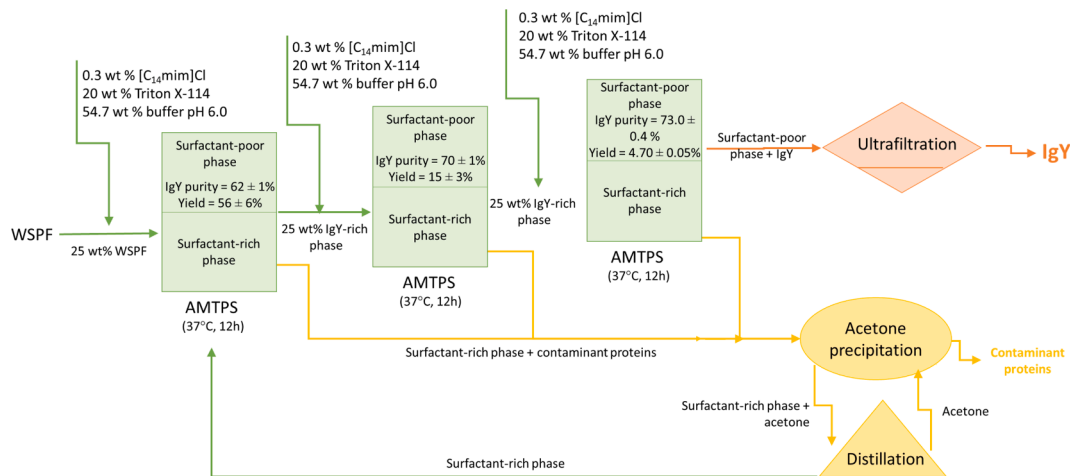 0.3 wt % [C₁₄mim]Cl
20 wt % Triton X-114
54.7 wt % buffer pH 6.0
0.3 wt % [C₁₄mim]Cl
20 wt % Triton X-114
54.7 wt % buffer pH 6.0
0.3 wt % [C₁₄mim]Cl
20 wt % Triton X-114
54.7 wt % buffer pH 6.0
WSPF
25 wt% WSPF
Surfactant-poor
phase
IgY purity = 62 ± 1%
Yield = 56 ± 6%
Surfactant-rich
phase
AMTPS
(37°C, 12h)
25 wt% IgY-rich
phase
Surfactant-poor
phase
IgY purity = 70 ± 1%
Yield = 15 ± 3%
Surfactant-rich
phase
AMTPS
(37°C, 12h)
25 wt% IgY-rich
phase
Surfactant-poor
phase
IgY purity = 73.0 ±
0.4 %
Yield = 4.70 ± 0.05%
Surfactant-rich
phase
AMTPS
(37°C, 12h)
Surfactant-poor
phase + IgY
Ultrafiltration
IgY
Surfactant-rich phase + contaminant proteins
Acetone
precipitation
Contaminant
proteins
Surfactant-rich phase +
acetone
Acetone
Distillation
Surfactant-rich phase